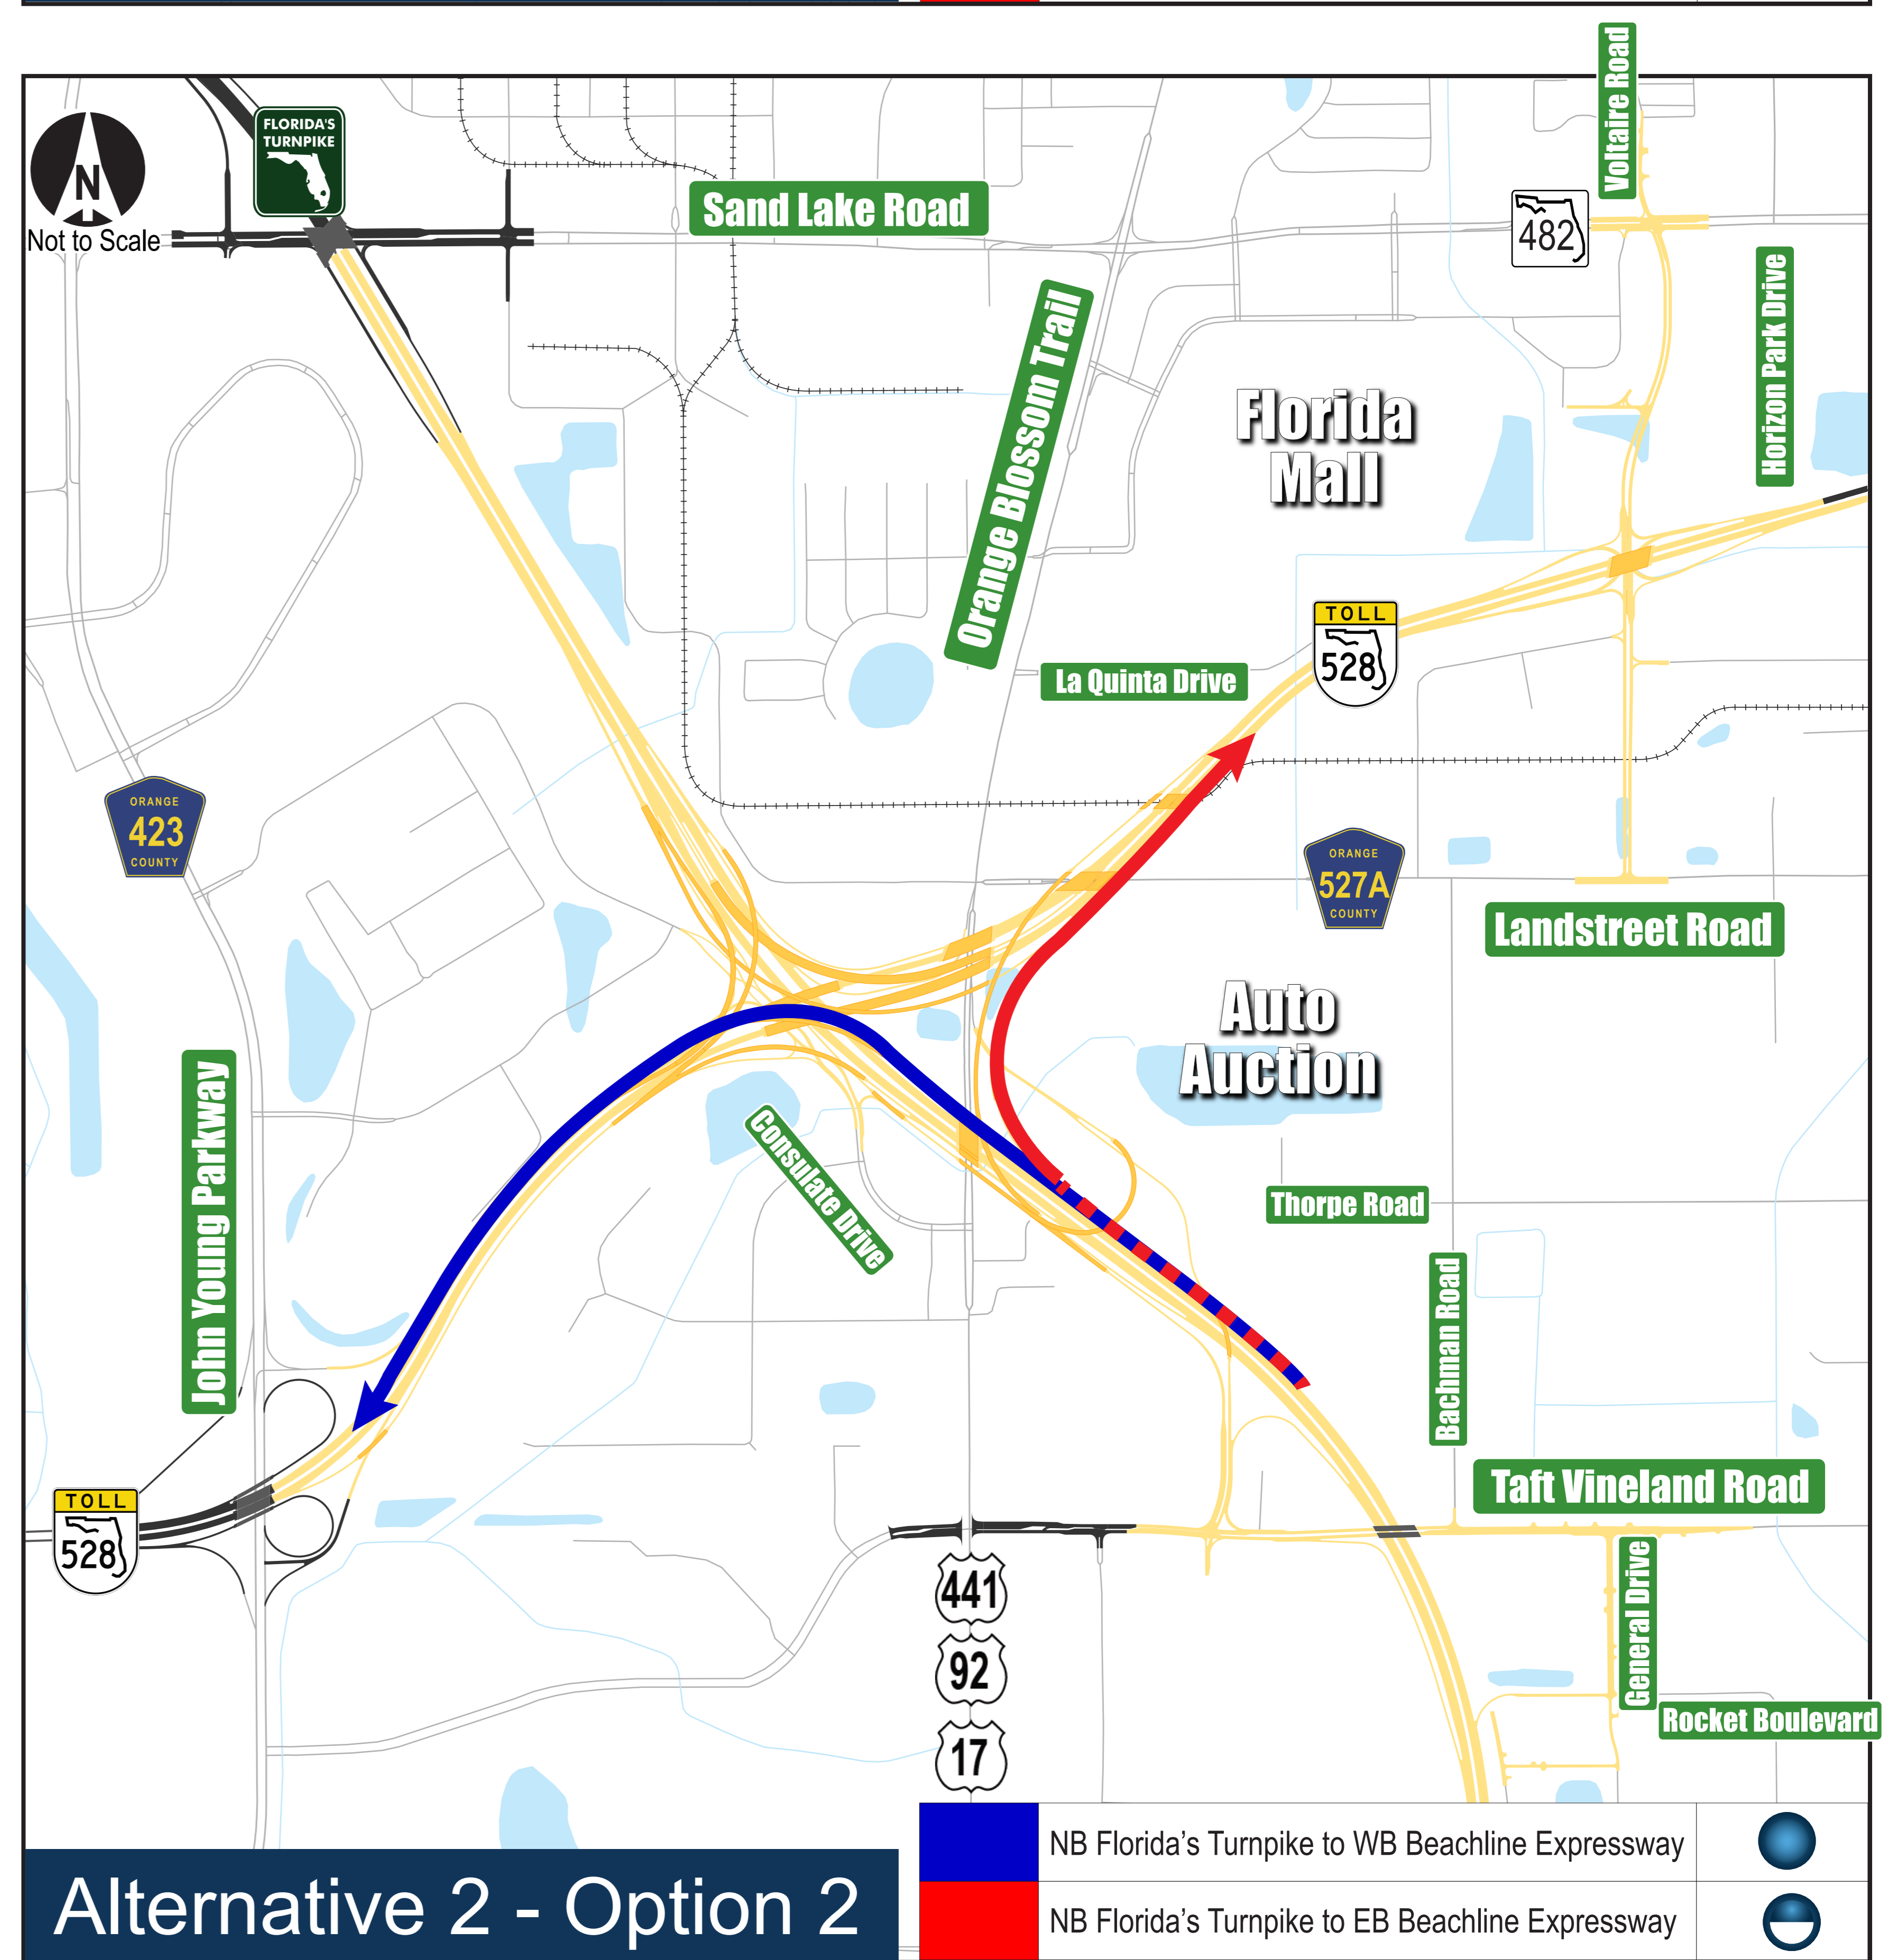 Voltaire Road
FLORIDA'S
TURNPIKE
N
Not to Scale
Sand Lake Road
482
Horizon Park Drive
Orange Blossom Trail
Florida
Mall
TOLL
528
La Quinta Drive
ORANGE
423
COUNTY
ORANGE
527A
COUNTY
Landstreet Road
Auto
Auction
John Young Parkway
Consulate Drive
Thorpe Road
Bachman Road
Taft Vineland Road
TOLL
528
441
92
17
General Drive
Rocket Boulevard
NB Florida's Turnpike to WB Beachline Expressway
Alternative 2 - Option 2
NB Florida's Turnpike to EB Beachline Expressway